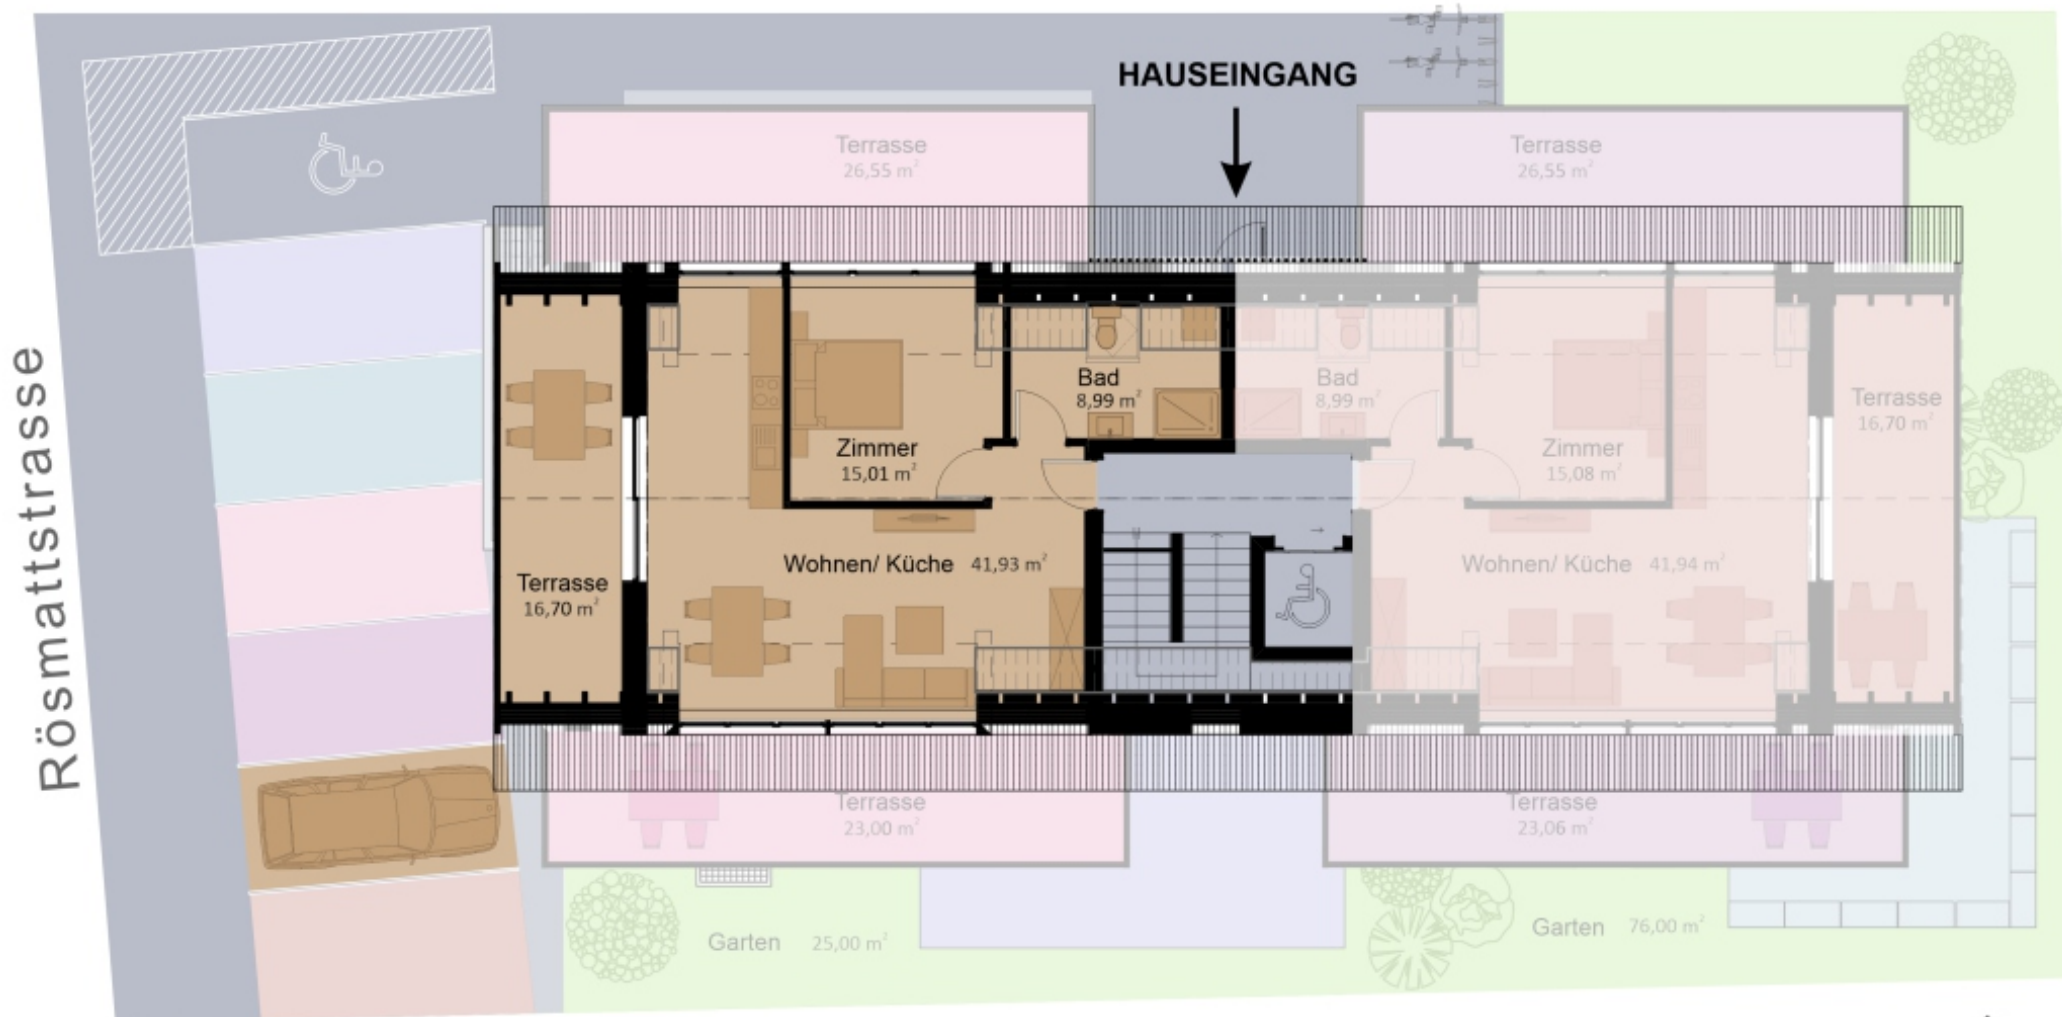 HAUSEINGANG
Terrasse
26,55 m²
Terrasse
26,55 m²
Rösmattstrasse
Bad
8,99 m²
Bad
8,99 m²
Terrasse
16,70 m²
Zimmer
15,01 m²
Zimmer
15,08 m²
Wohnen/ Küche 41,93 m²
Wohnen/ Küche 41,94 m²
Terrasse
16,70 m²
Terrasse
23,00 m²
Terrasse
23,06 m²
Garten 25,00 m²
Garten 76,00 m²